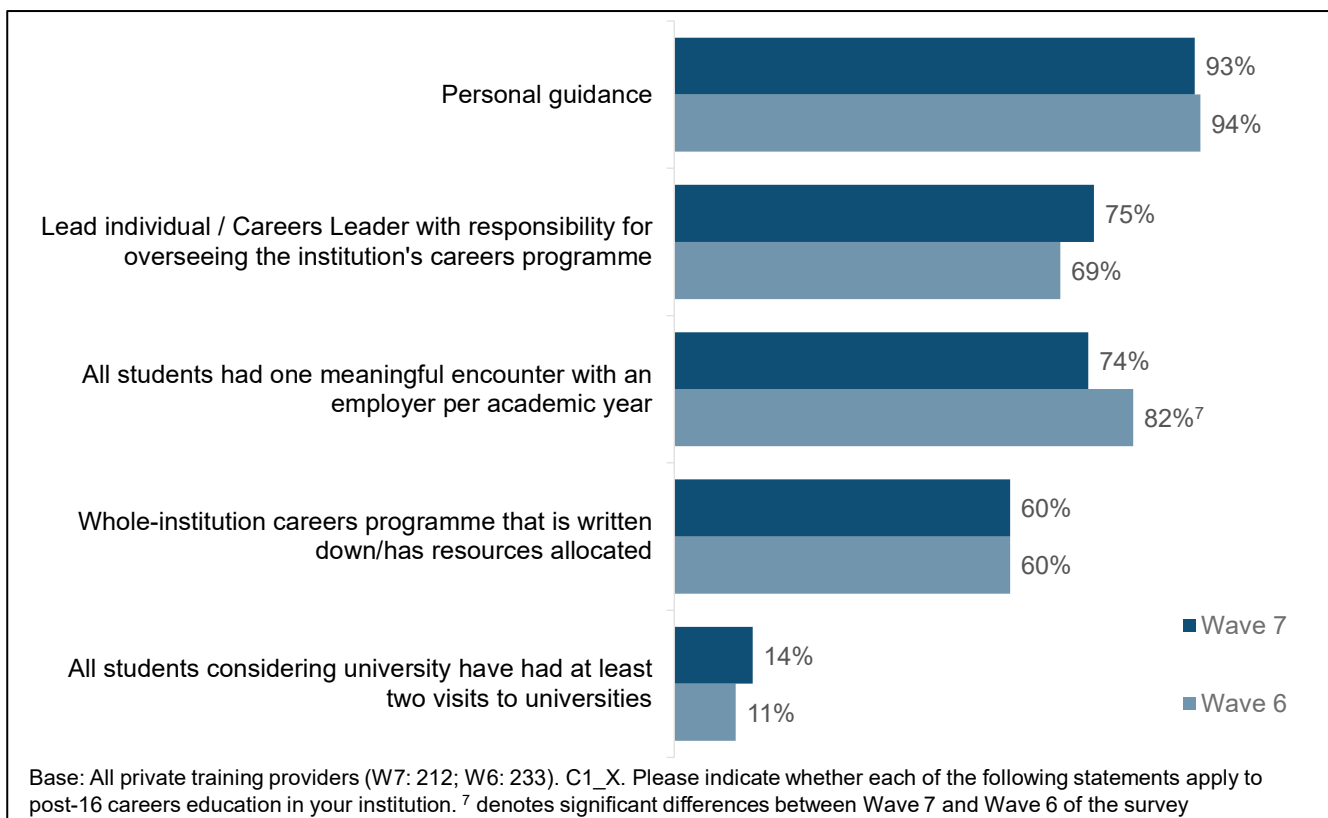 Personal guidance
93%
94%
Lead individual / Careers Leader with responsibility for
overseeing the institution's careers programme
75%
69%
All students had one meaningful encounter with an
employer per academic year
74%
82%⁷
Whole-institution careers programme that is written
down/has resources allocated
60%
60%
All students considering university have had at least
two visits to universities
14%
11%
Wave 7
Wave 6
Base: All private training providers (W7: 212; W6: 233). C1_X. Please indicate whether each of the following statements apply to
post-16 careers education in your institution. ⁷ denotes significant differences between Wave 7 and Wave 6 of the survey